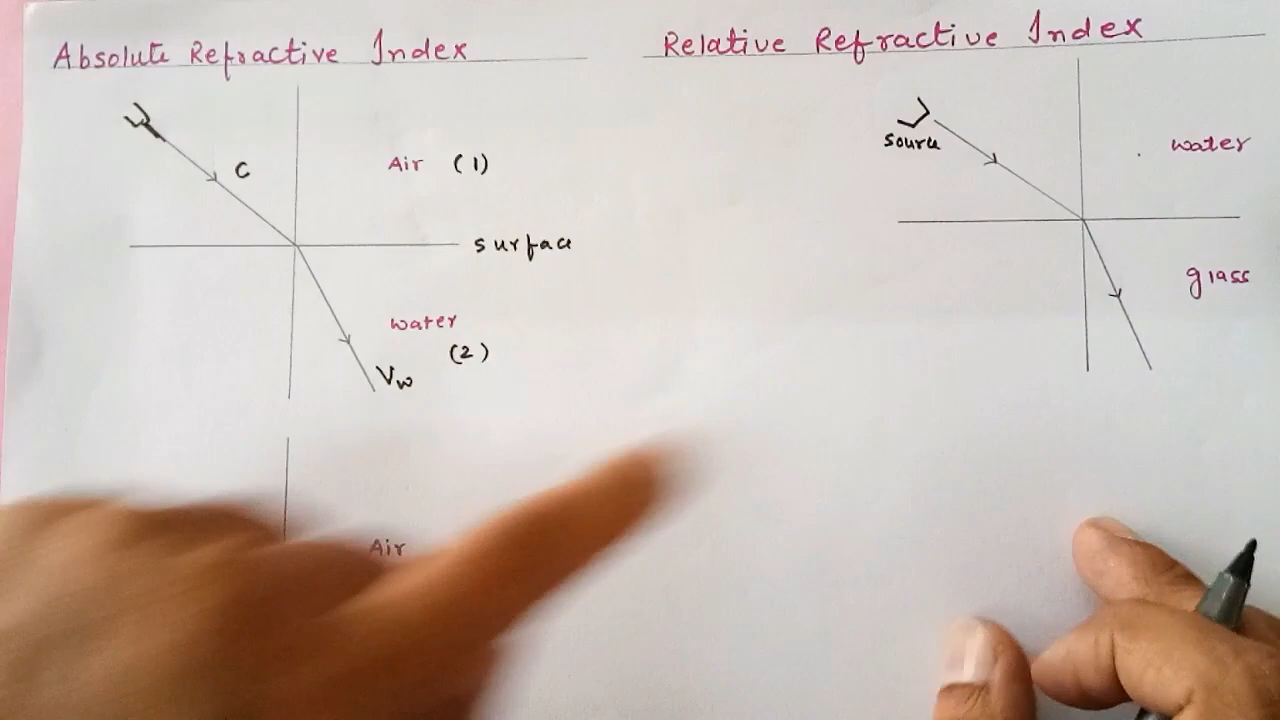 Absolute Refractive Index
C
Air (1)
surface
water
(2)
Vw
Air
Relative Refractive Index
source
water
glass